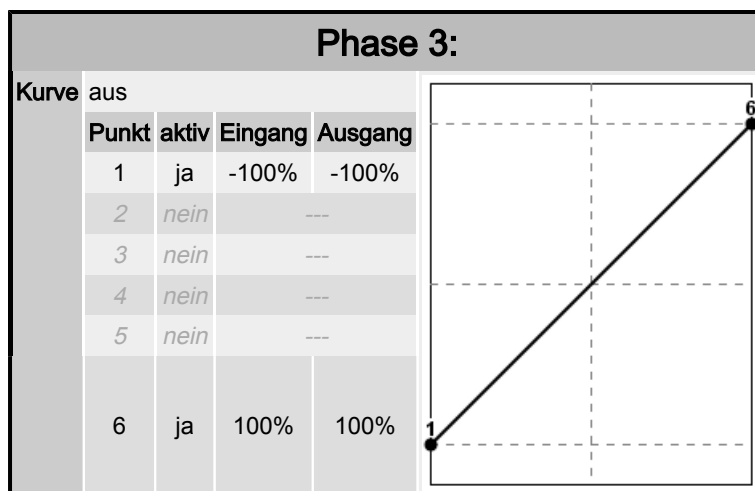 Phase 3:
Kurve aus
Punkt aktiv Eingang Ausgang
1 ja -100% -100%
2 nein ---
3 nein ---
4 nein ---
5 nein ---
6 ja 100% 100%
6
1